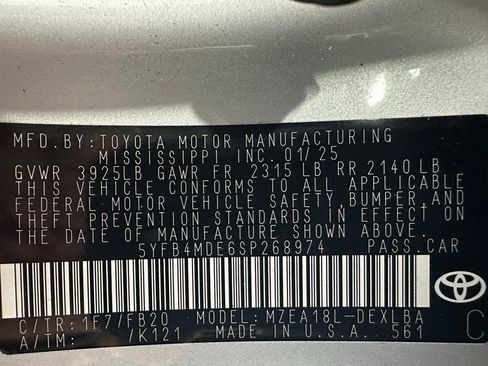 MFD. BY: TOYOTA MOTOR MANUFACTURING
MISSISSIPPI INC. 01/25
GVWR 3925LB GAWR FR 2315 LB RR 2140 LB
THIS VEHICLE CONFORMS TO ALL APPLICABLE
FEDERAL MOTOR VEHICLE SAFETY, BUMPER, AND
THEFT PREVENTION STANDARDS IN EFFECT ON
THE DATE OF MANUFACTURE SHOWN ABOVE.
5YFB4MDE6SP268974 PASS. CAR
C/TR: 1F7/FB20 MODEL: MZEA18L-DEXLBA
A/TM: /K121 MADE IN U.S.A. 561
TOYOTA
C